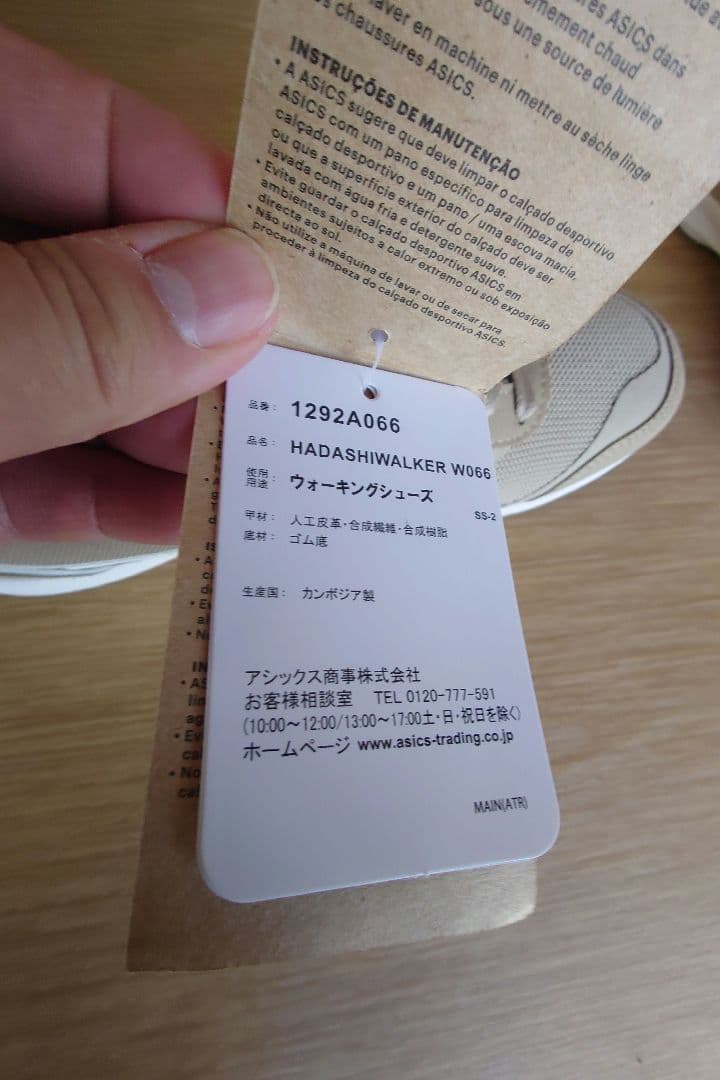 ures ASICS dans
nement chaud
sous une source de lumière
laver en machine ni mettre au sèche linge
os chaussures ASICS.
INSTRUÇÕES DE MANUTENÇÃO
• A ASICS sugere que deve limpar o calçado desportivo
ASICS com um pano específico para limpeza de
calçado desportivo e um pano / uma escova macia,
ou que a superfície exterior do calçado deve ser
lavada com água fria e detergente suave.
• Evite guardar o calçado desportivo ASICS em
ambientes sujeitos a calor extremo ou sob exposição
directa ao sol.
• Não utilize a máquina de lavar ou de secar para
proceder à limpeza do calçado desportivo ASICS.
品番： 1292A066
品名： HADASHIWALKER W066
使用用途： ウォーキングシューズ
SS-2
甲材： 人工皮革・合成繊維・合成樹脂
底材： ゴム底
生産国： カンボジア製
アシックス商事株式会社
お客様相談室 TEL 0120-777-591
(10:00～12:00/13:00～17:00土・日・祝日を除く)
ホームページ www.asics-trading.co.jp
MAIN(ATR)